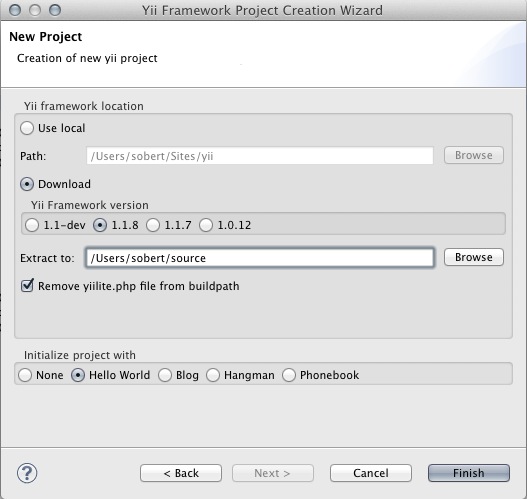 Yii Framework Project Creation Wizard
New Project
Creation of new yii project
Yii framework location
Use local
Path: /Users/sobert/Sites/yii Browse
Download
Yii Framework version
1.1-dev 1.1.8 1.1.7 1.0.12
Extract to: /Users/sobert/source Browse
Remove yiilite.php file from buildpath
Initialize project with
None Hello World Blog Hangman Phonebook
? < Back Next > Cancel Finish